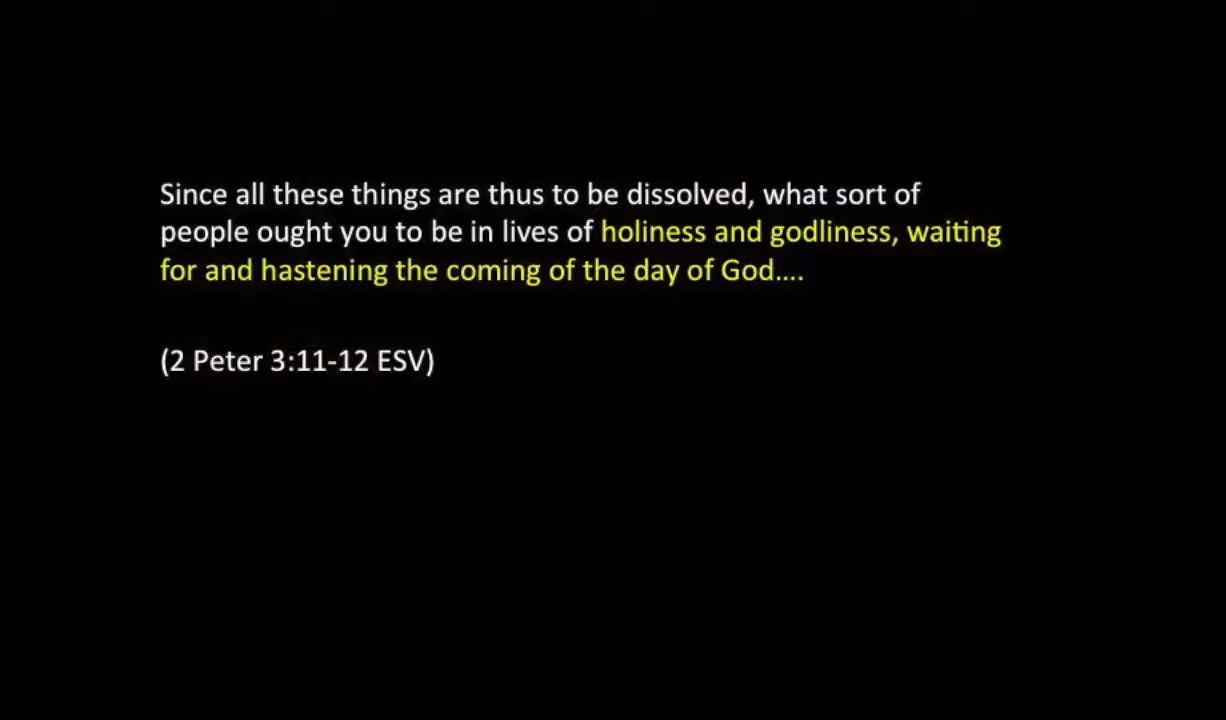 Since all these things are thus to be dissolved, what sort of
people ought you to be in lives of holiness and godliness, waiting
for and hastening the coming of the day of God....
(2 Peter 3:11-12 ESV)